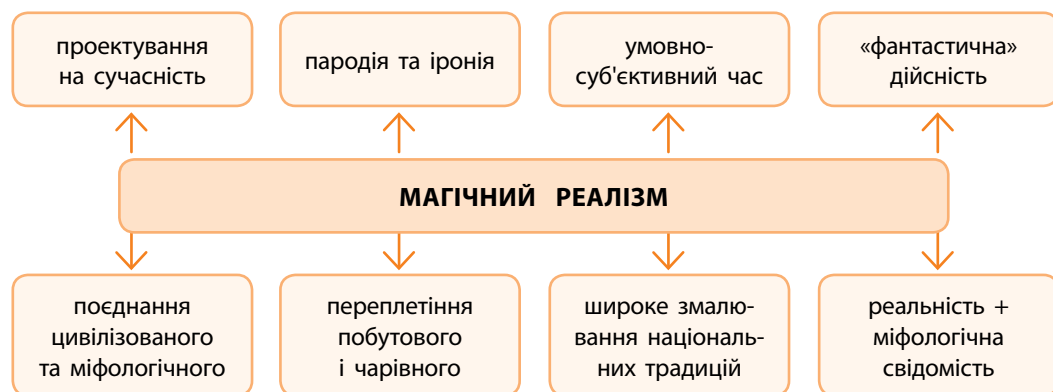 проектування
на сучасність
пародія та іронія
умовно-
суб'єктивний час
«фантастична»
дійсність
МАГІЧНИЙ РЕАЛІЗМ
поєднання
цивілізованого
та міфологічного
переплетіння
побутового
і чарівного
широке змалю-
вання національ-
них традицій
реальність +
міфологічна
свідомість